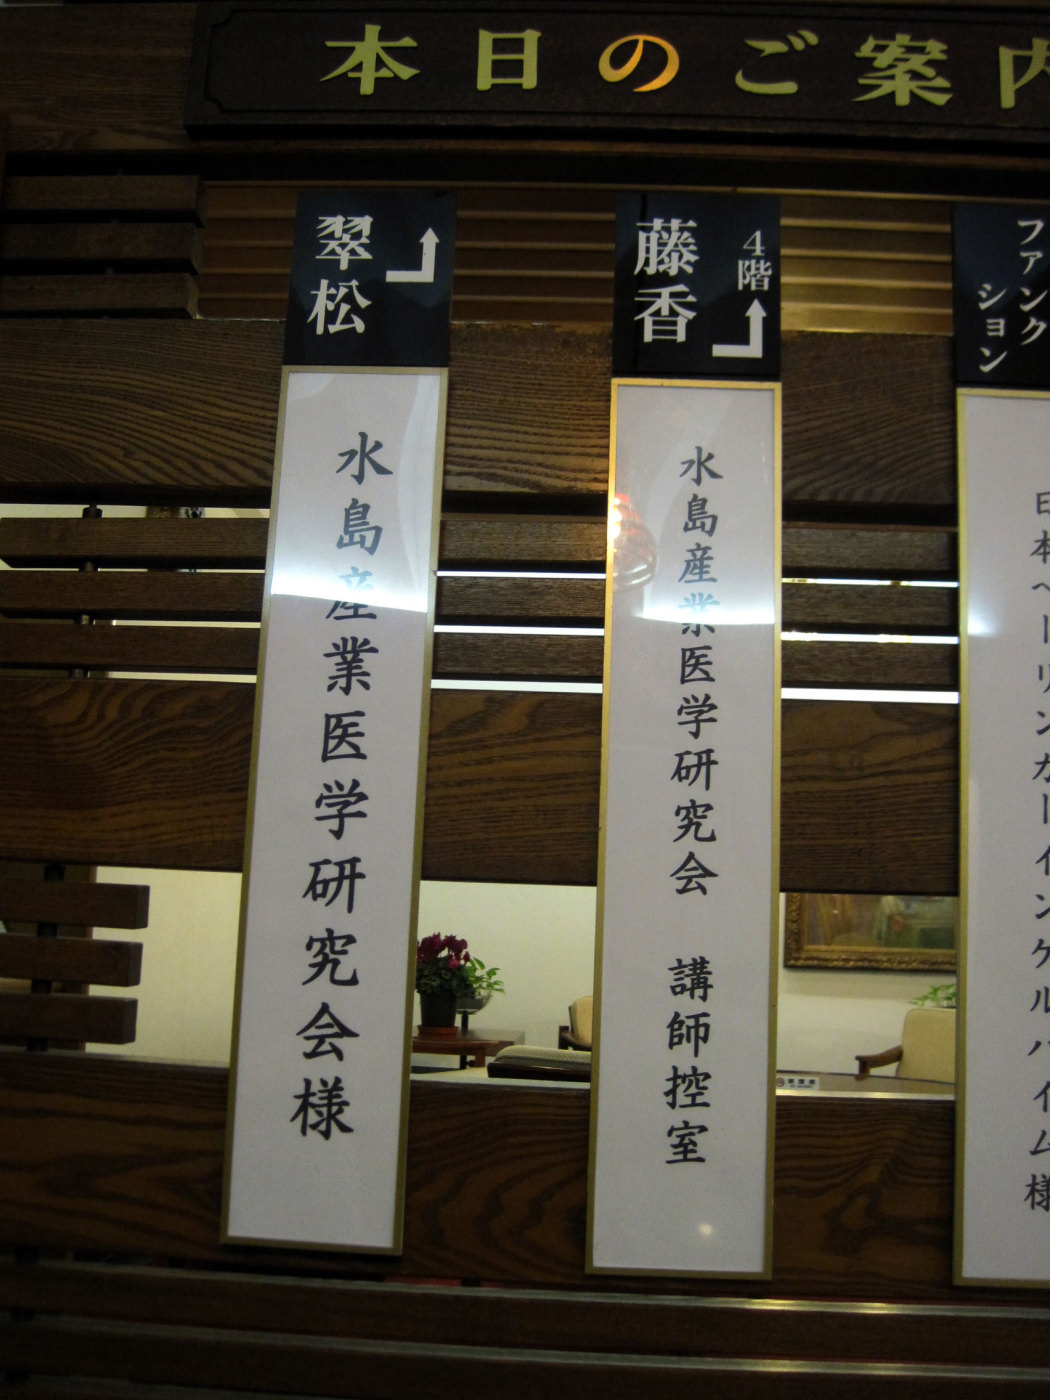 本日のご案内
翠松
水島産業医学研究会様
藤香
4階
水島産業医学研究会 講師控室
ファンク
ション
日本ベーリンガーインゲルハイム様